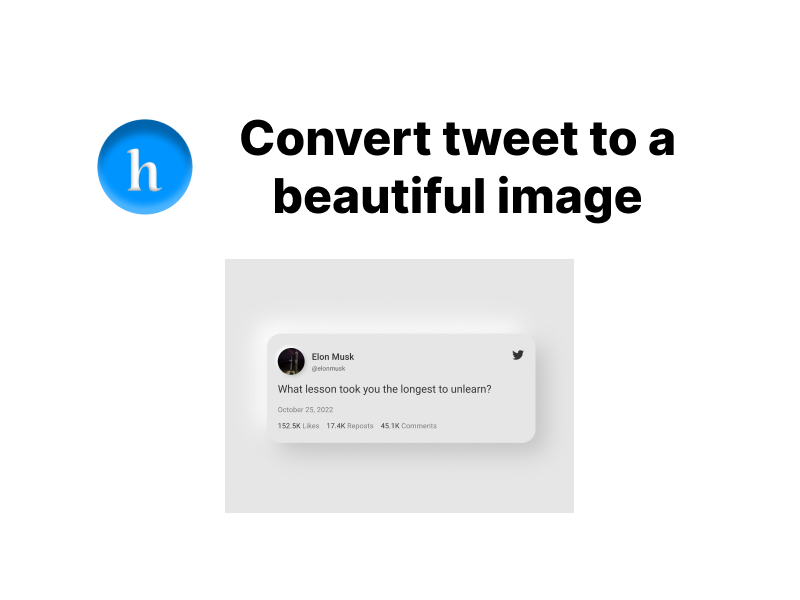 h
Convert tweet to a
beautiful image
Elon Musk
@elonmusk
What lesson took you the longest to unlearn?
October 25, 2022
152.5K Likes 17.4K Reposts 45.1K Comments